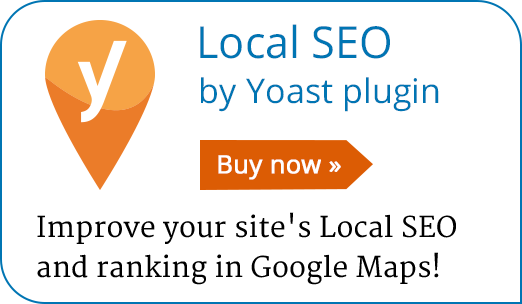 y
Local SEO
by Yoast plugin
Buy now »
Improve your site's Local SEO
and ranking in Google Maps!